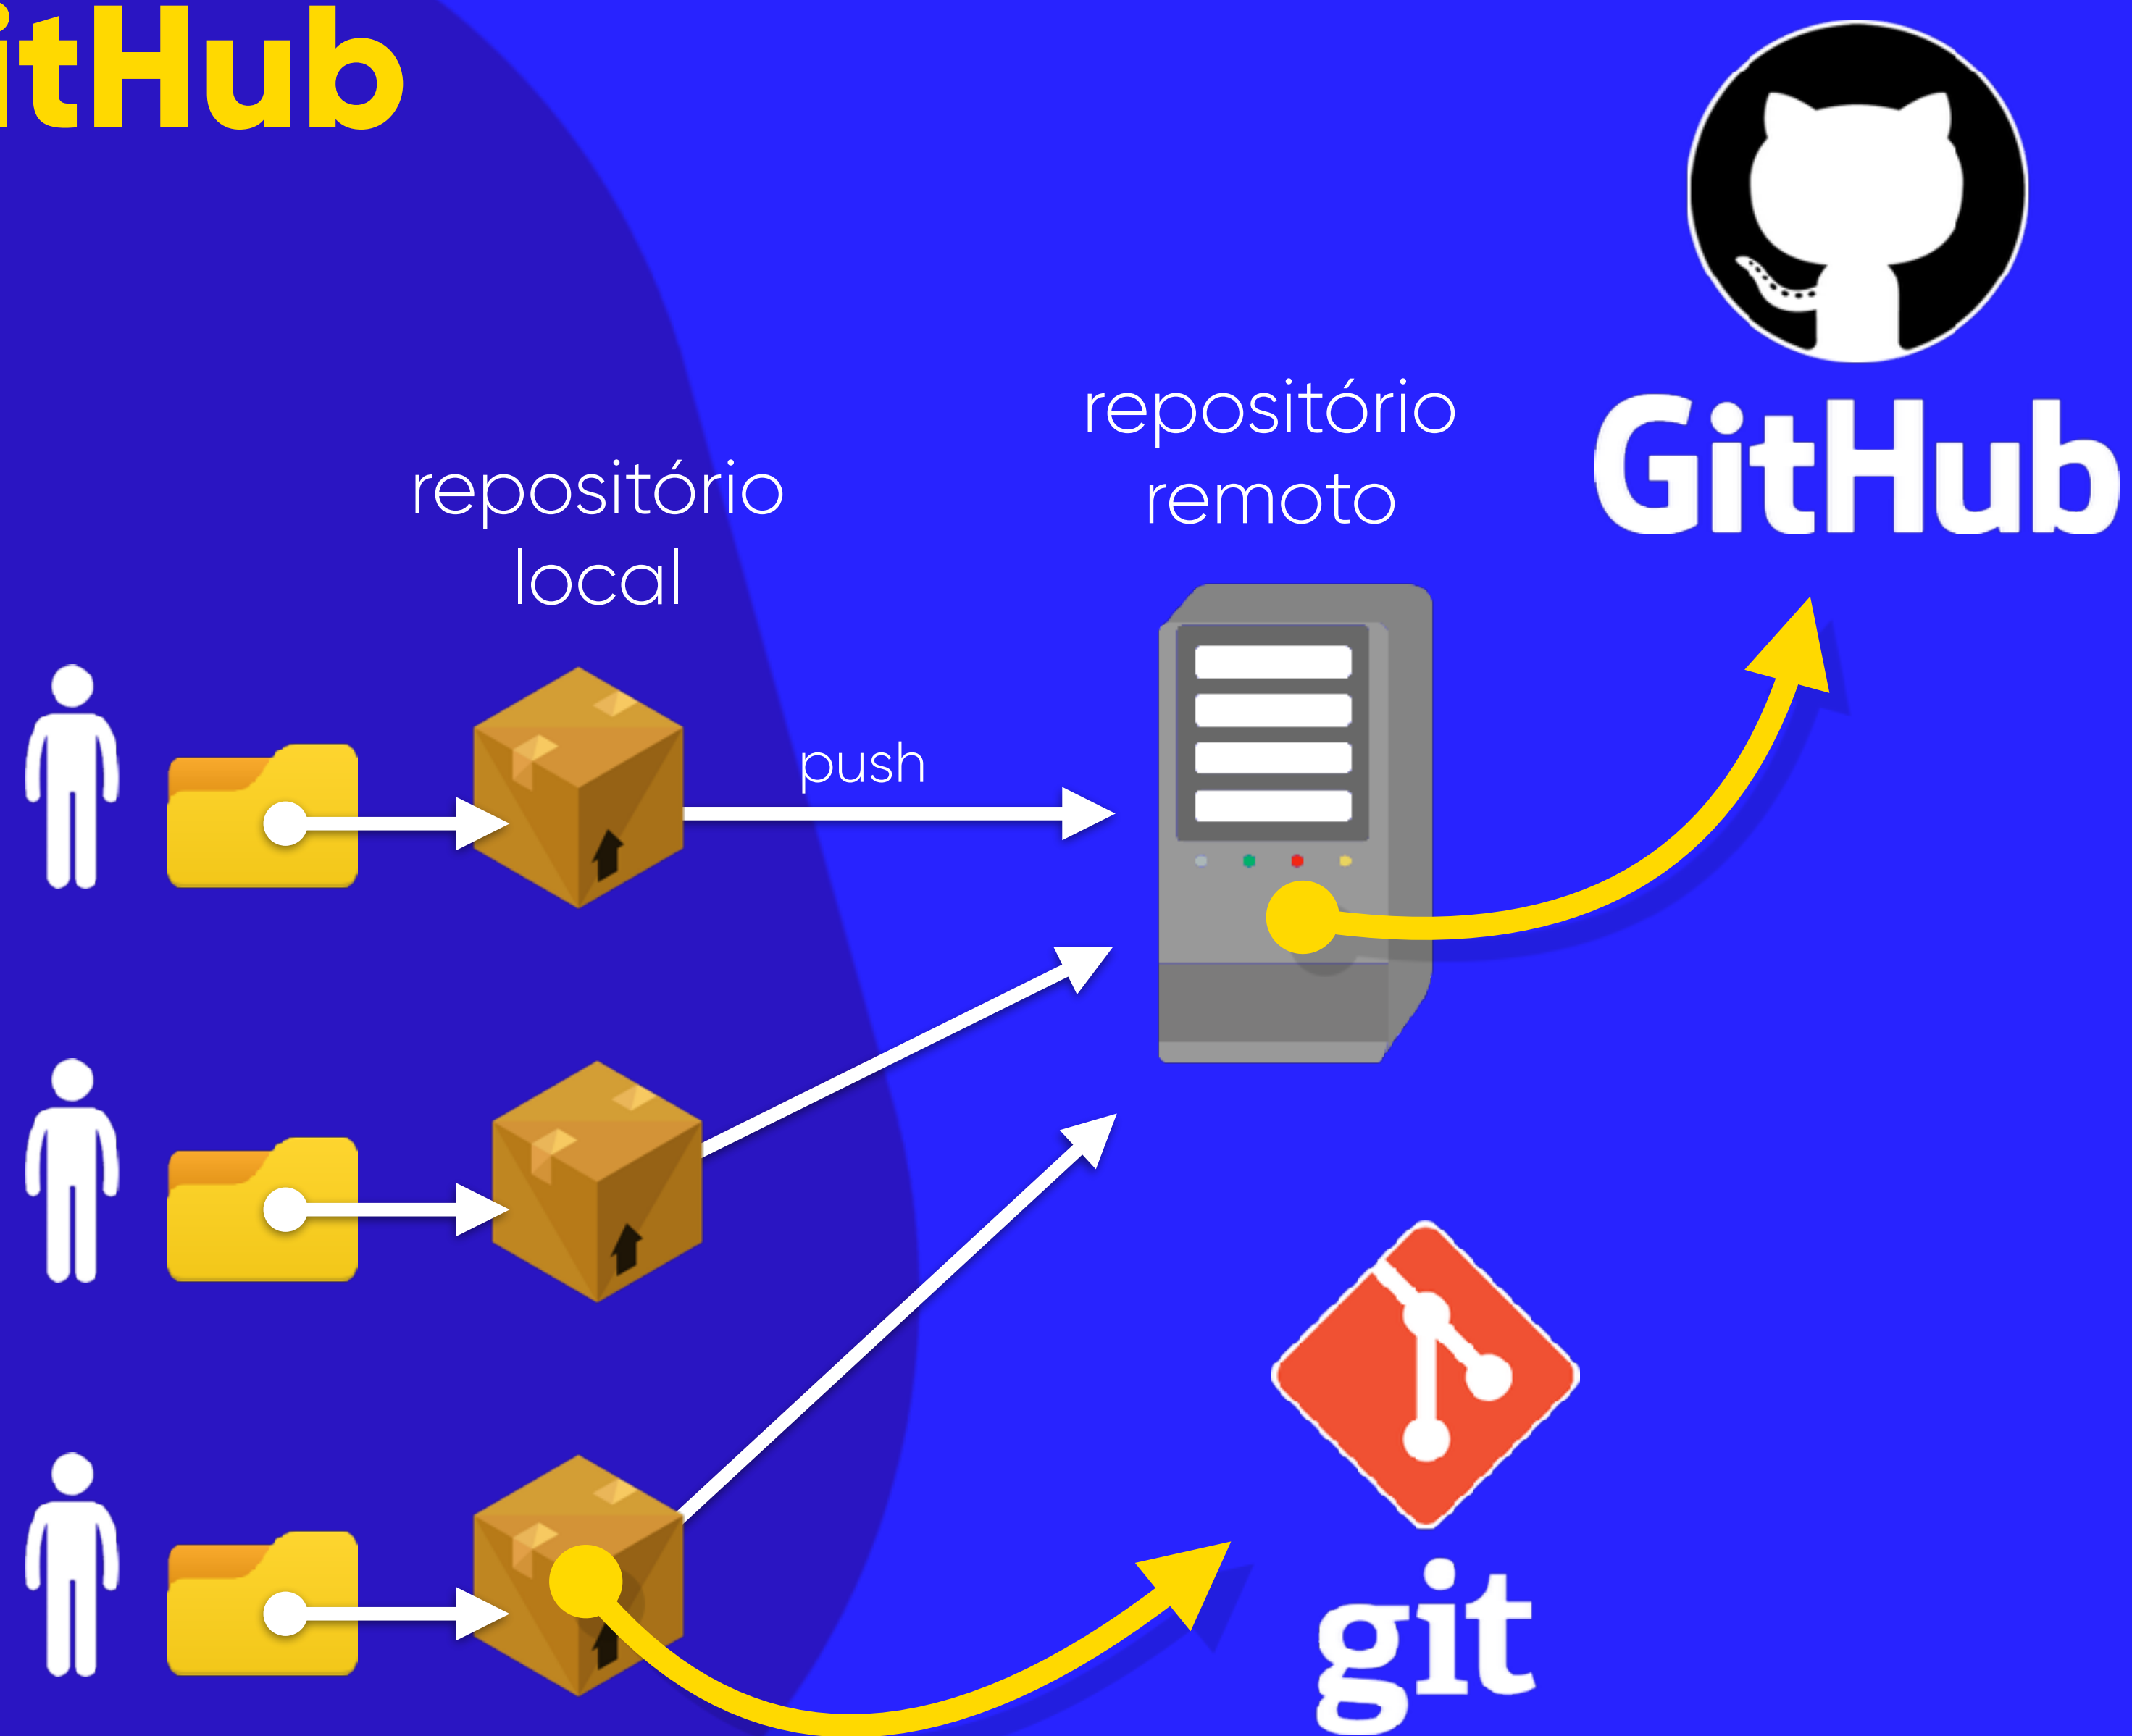 itHub
repositório
local
repositório
remoto
GitHub
push
git